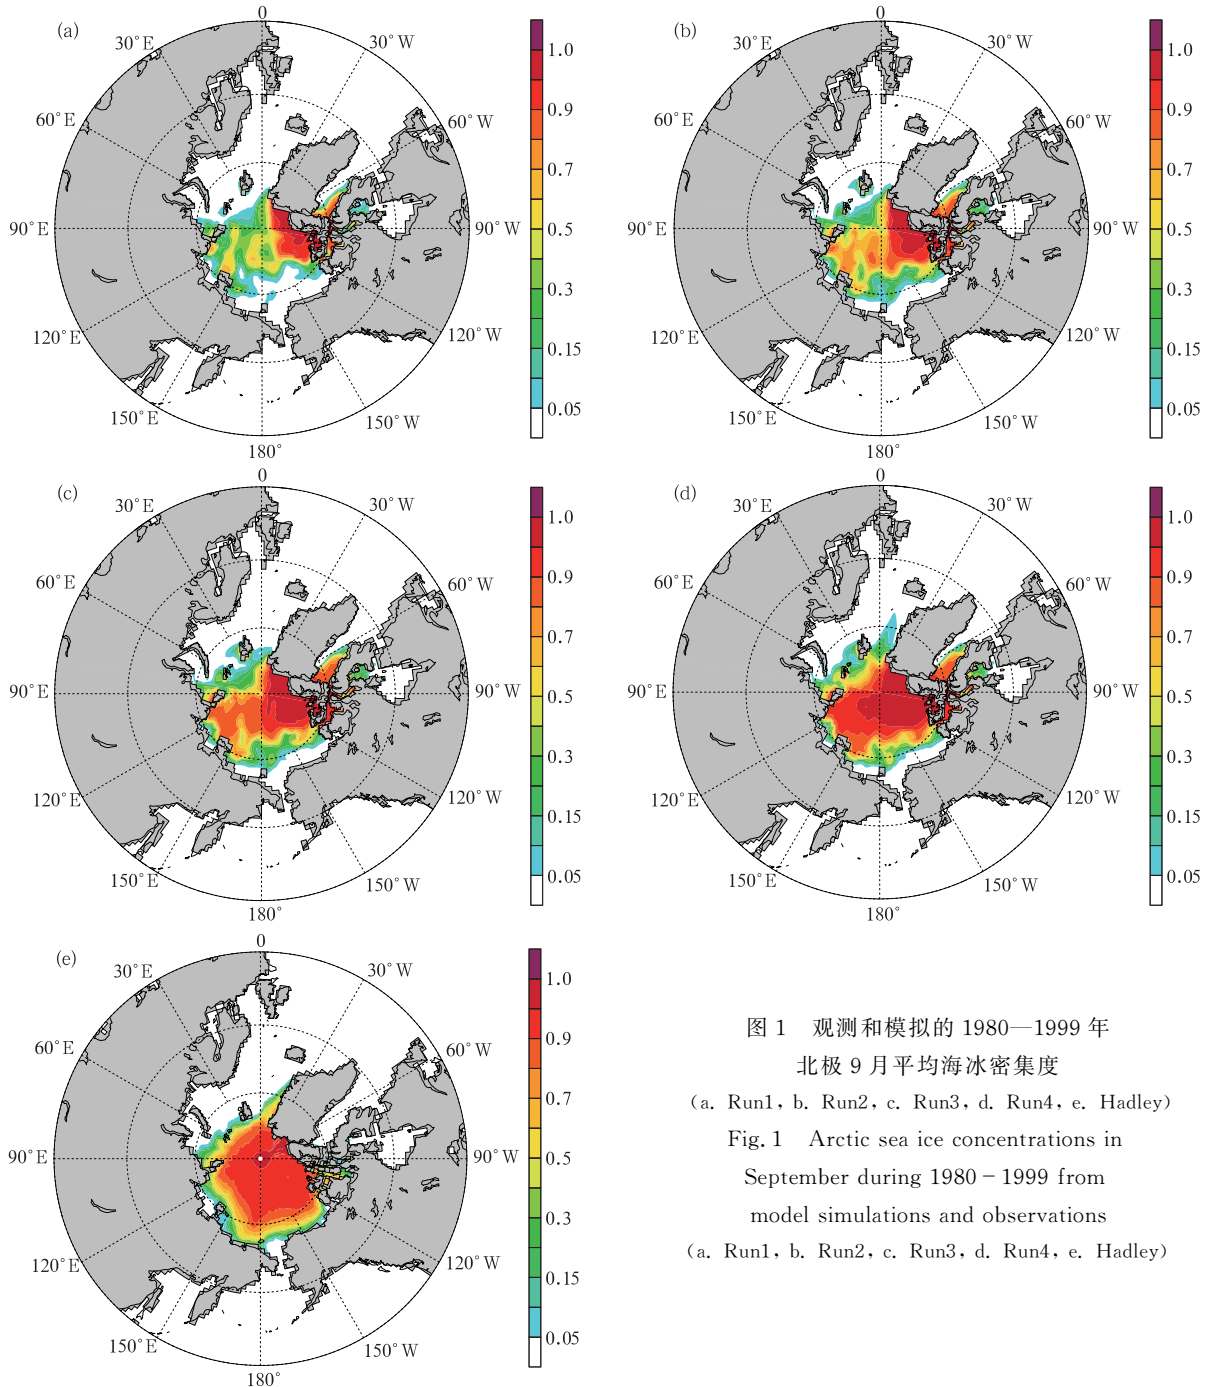 (a)
0
30°W
60°W
90°W
120°W
150°W
180°
150°E
120°E
90°E
60°E
30°E
1.0
0.9
0.7
0.5
0.3
0.15
0.05
(b)
0
30°W
60°W
90°W
120°W
150°W
180°
150°E
120°E
90°E
60°E
30°E
1.0
0.9
0.7
0.5
0.3
0.15
0.05
(c)
0
30°W
60°W
90°W
120°W
150°W
180°
150°E
120°E
90°E
60°E
30°E
1.0
0.9
0.7
0.5
0.3
0.15
0.05
(d)
0
30°W
60°W
90°W
120°W
150°W
180°
150°E
120°E
90°E
60°E
30°E
1.0
0.9
0.7
0.5
0.3
0.15
0.05
(e)
0
30°W
60°W
90°W
120°W
150°W
180°
150°E
120°E
90°E
60°E
30°E
1.0
0.9
0.7
0.5
0.3
0.15
0.05
图 1 观测和模拟的 1980—1999 年
北极 9 月平均海冰密集度
(a. Run1, b. Run2, c. Run3, d. Run4, e. Hadley)
Fig. 1 Arctic sea ice concentrations in
September during 1980－1999 from
model simulations and observations
(a. Run1, b. Run2, c. Run3, d. Run4, e. Hadley)